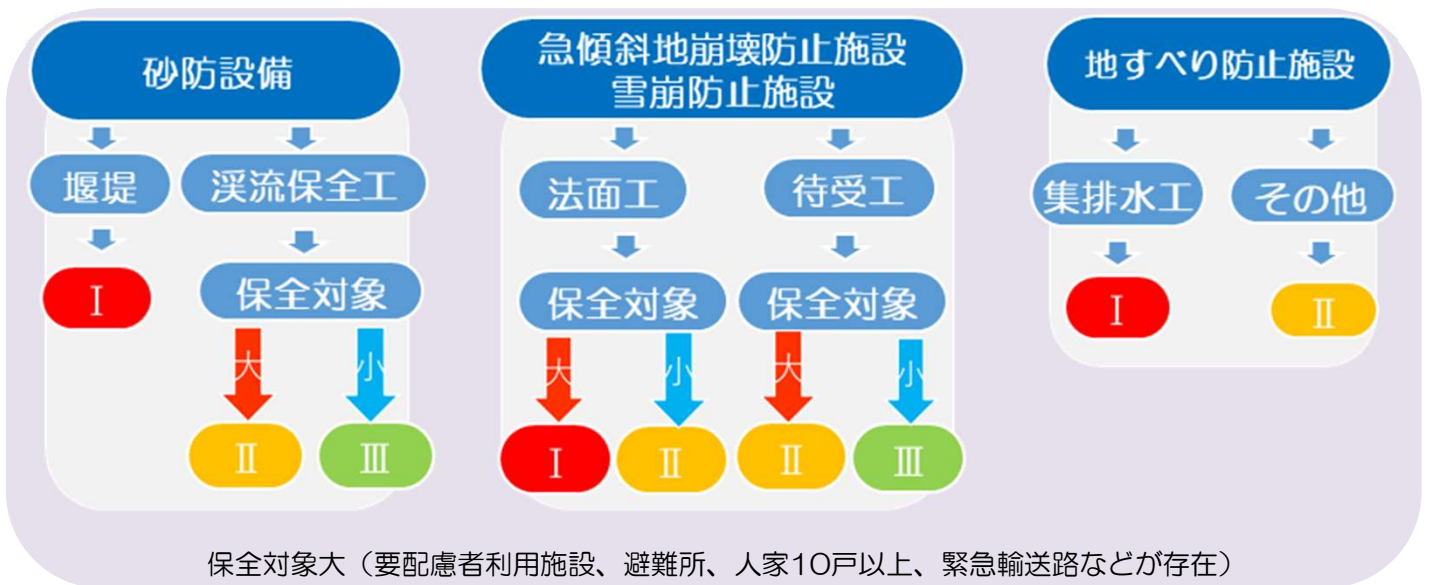 砂防設備
堰堤
渓流保全工
Ⅰ
保全対象
大
小
Ⅱ
Ⅲ
急傾斜地崩壊防止施設
雪崩防止施設
法面工
待受工
保全対象
保全対象
大
小
大
小
Ⅰ
Ⅱ
Ⅱ
Ⅲ
地すべり防止施設
集排水工
その他
Ⅰ
Ⅱ
保全対象大（要配慮者利用施設、避難所、人家10戸以上、緊急輸送路などが存在）